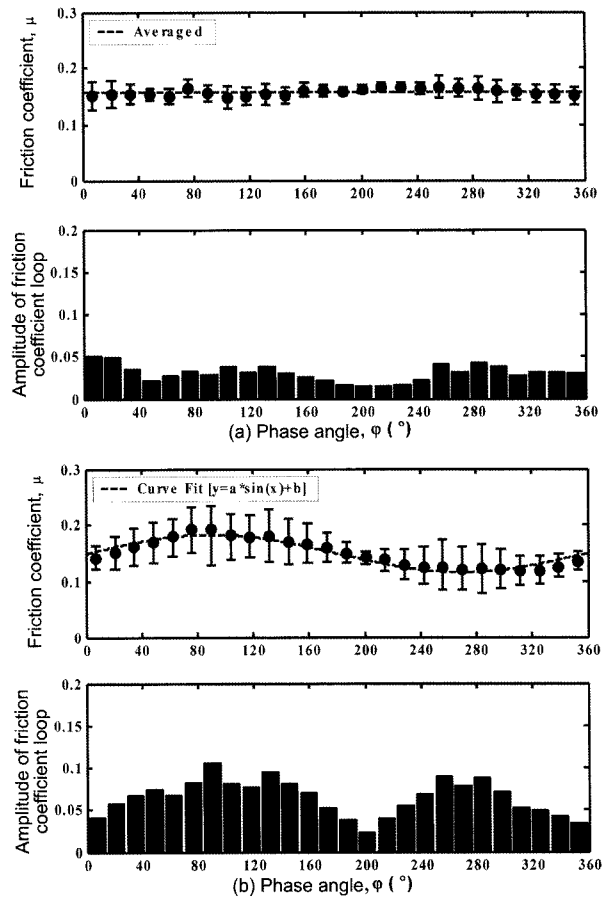 Friction coefficient, μ
0.3
0.2
0.1
0
Averaged
0 40 80 120 160 200 240 280 320 360
Amplitude of friction
coefficient loop
0.2
0.15
0.1
0.05
0
0 40 80 120 160 200 240 280 320 360
(a) Phase angle, φ (°)
Friction coefficient, μ
0.3
0.2
0.1
0
Curve Fit [y=a*sin(x)+b]
0 40 80 120 160 200 240 280 320 360
Amplitude of friction
coefficient loop
0.2
0.15
0.1
0.05
0
0 40 80 120 160 200 240 280 320 360
(b) Phase angle, φ (°)